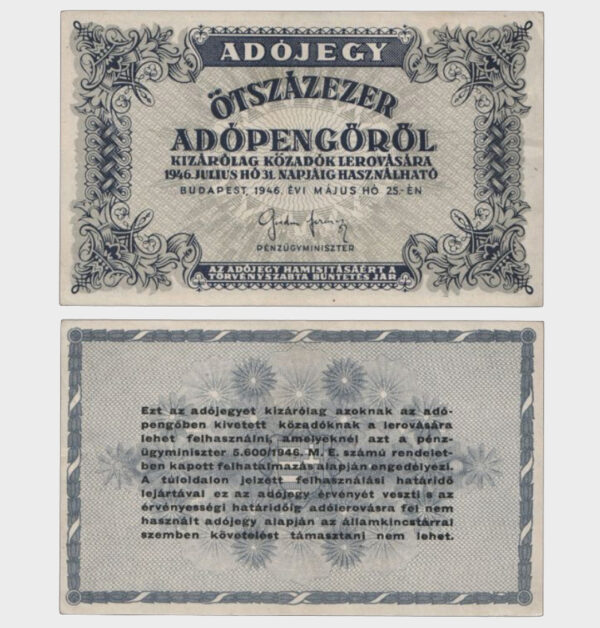 ADÓJEGY
ÖTSZÁZEZER
ADÓPENGŐRŐL
KIZÁRÓLAG KÖZADÓK LEROVÁSÁRA
1946. JULIUS HÓ 31. NAPJÁIG HASZNÁLHATÓ
BUDAPEST, 1946. ÉVI MÁJUS HÓ 25.-ÉN
PÉNZÜGYMINISZTER
AZ ADÓJEGY HAMISITÁSÁÉRT A
TÖRVÉNYSZABTA BÜNTETÉS JÁR
Ezt az adójegyet kizárólag azoknak az adó-
pengőben kivetett közadóknak a lerovására
lehet felhasználni, amelyeknél azt a pénz-
ügyminiszter 5.600/1946. M. E. számú rendelet-
ben kapott felhatalmazás alapján engedélyezi.
A túloldalon jelzett felhasználási határidő
lejártával ez az adójegy érvényét veszti s az
érvényességi határidőig adólerovásra fel nem
használt adójegy alapján az államkincstárral
szemben követelést támasztani nem lehet.